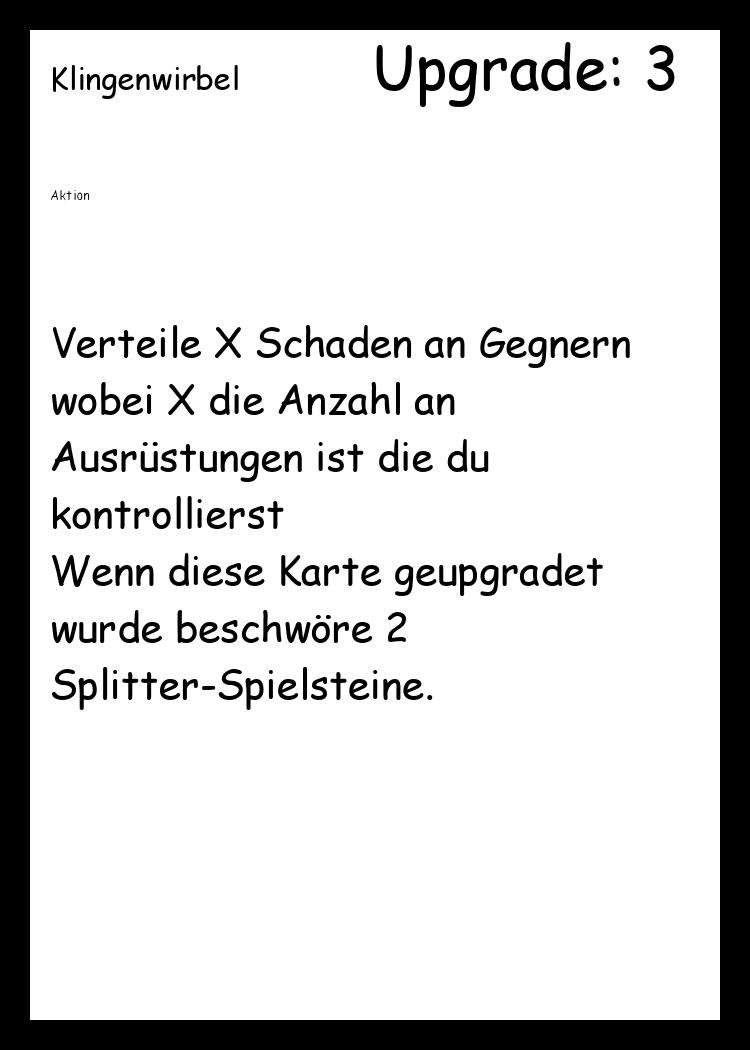 Klingenwirbel
Upgrade: 3
Aktion
Verteile X Schaden an Gegnern
wobei X die Anzahl an
Ausrüstungen ist die du
kontrollierst
Wenn diese Karte geupgradet
wurde beschwöre 2
Splitter-Spielsteine.